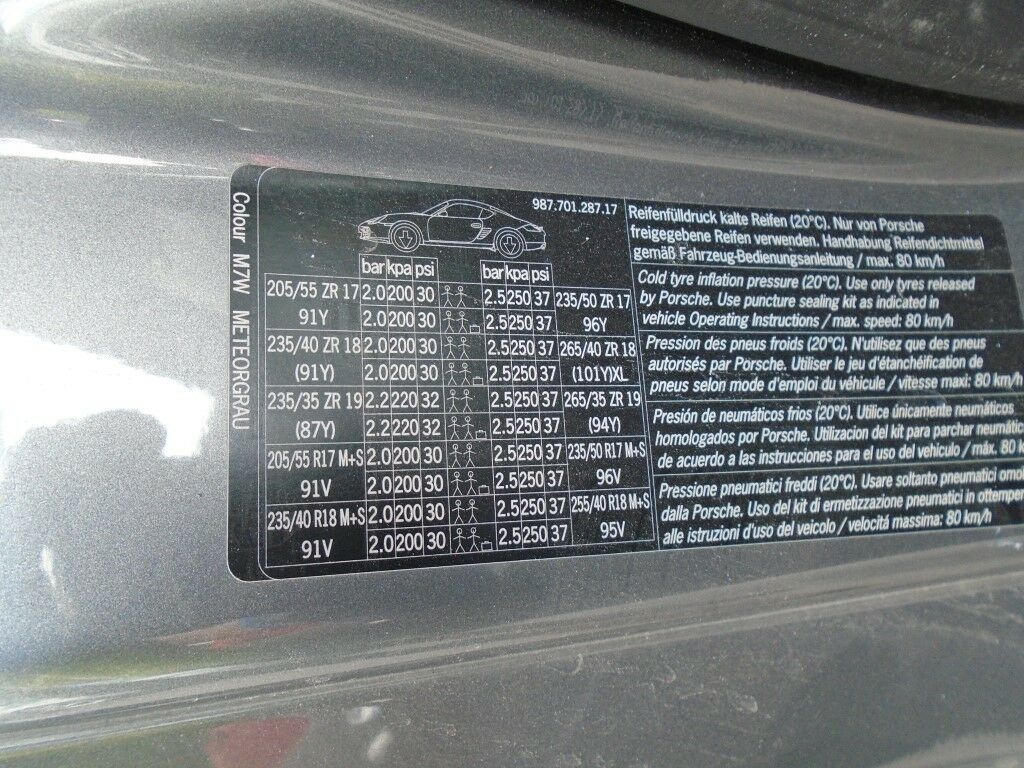 Colour M7W METEORGRAU
987.701.287.17
bar kpa psi bar kpa psi
205/55 ZR 17 2.0 200 30 2.5 250 37 235/50 ZR 17
91Y 2.0 200 30 2.5 250 37 96Y
235/40 ZR 18 2.0 200 30 2.5 250 37 265/40 ZR 18
(91Y) 2.0 200 30 2.5 250 37 (101Y)XL
235/35 ZR 19 2.2 220 32 2.5 250 37 265/35 ZR 19
(87Y) 2.2 220 32 2.5 250 37 (94Y)
205/55 R17 M+S 2.0 200 30 2.5 250 37 235/50 R17 M+S
91V 2.0 200 30 2.5 250 37 96V
235/40 R18 M+S 2.0 200 30 2.5 250 37 255/40 R18 M+S
91V 2.0 200 30 2.5 250 37 95V
Reifenfülldruck kalte Reifen (20°C). Nur von Porsche
freigegebene Reifen verwenden. Handhabung Reifendichtmittel
gemäß Fahrzeug-Bedienungsanleitung / max. 80 km/h
Cold tyre inflation pressure (20°C). Use only tyres released
by Porsche. Use puncture sealing kit as indicated in
vehicle Operating Instructions / max. speed: 80 km/h
Pression des pneus froids (20°C). N'utilisez que des pneus
autorisés par Porsche. Utiliser le jeu d'étanchéification de
pneus selon mode d'emploi du véhicule / vitesse maxi: 80 km/h
Presión de neumáticos frios (20°C). Utilice únicamente neumáticos
homologados por Porsche. Utilizacion del kit para parchar neumátic
de acuerdo a las instrucciones para el uso del vehiculo / máx. 80 k
Pressione pneumatici freddi (20°C). Usare soltanto pneumatici omol
dalla Porsche. Uso del kit di ermetizzazione pneumatici in ottemper
alle istruzioni d'uso del veicolo / velocitá massima: 80 km/h